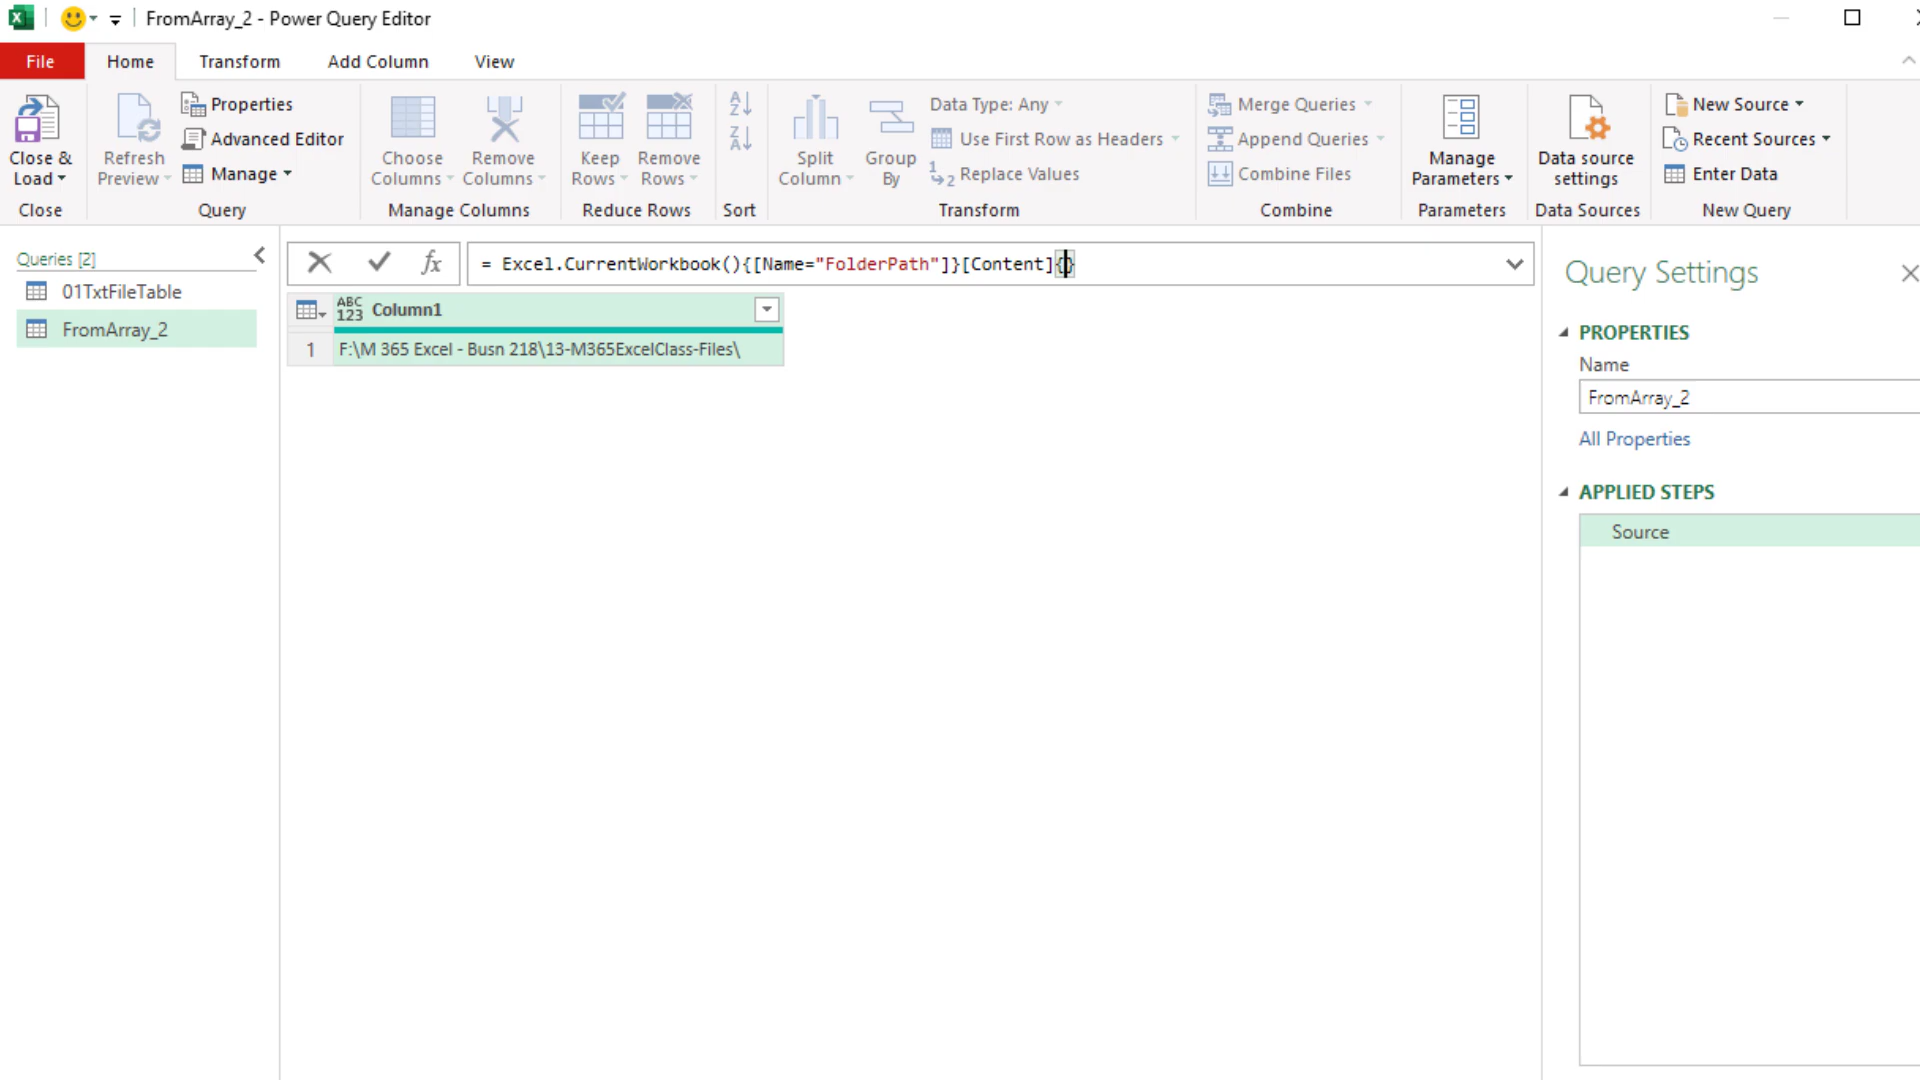 FromArray_2 - Power Query Editor
File
Home
Transform
Add Column
View
Close &
Load
Close
Refresh
Preview
Properties
Advanced Editor
Manage
Query
Choose
Columns
Remove
Columns
Manage Columns
Keep
Rows
Remove
Rows
Reduce Rows
A
Z
Z
A
Sort
Split
Column
Group
By
Data Type: Any
Use First Row as Headers
1
2 Replace Values
Transform
Merge Queries
Append Queries
Combine Files
Combine
Manage
Parameters
Parameters
Data source
settings
Data Sources
New Source
Recent Sources
Enter Data
New Query
Queries [2]
01TxtFileTable
FromArray_2
fx
= Excel.CurrentWorkbook(){[Name="FolderPath"]}[Content]{}
ABC
123
Column1
1
F:\M 365 Excel - Busn 218\13-M365ExcelClass-Files\
Query Settings
PROPERTIES
Name
FromArray_2
All Properties
APPLIED STEPS
Source